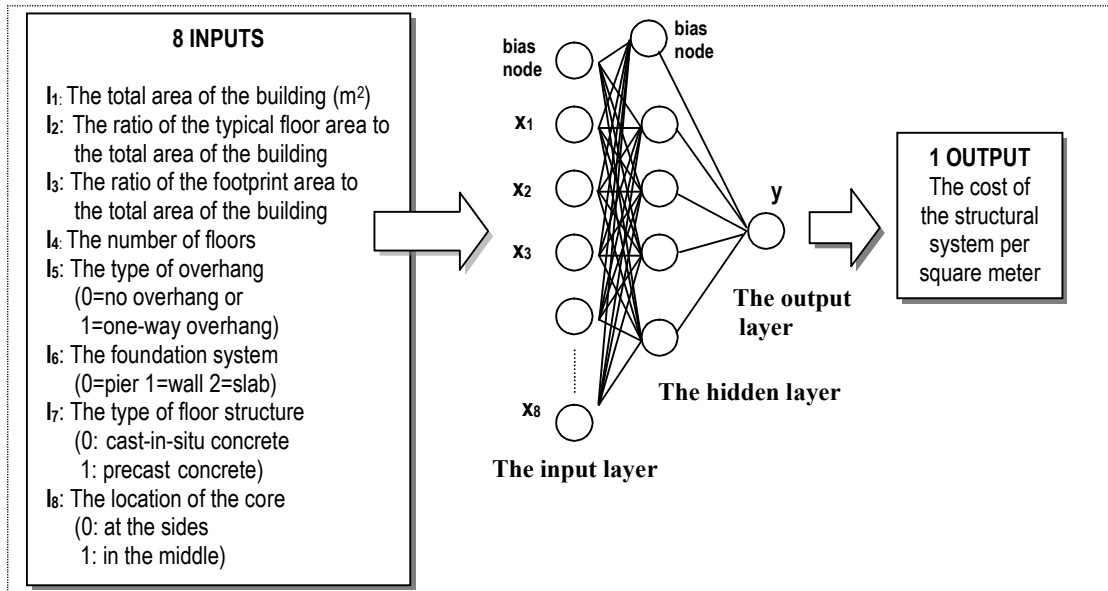 8 INPUTS
I1: The total area of the building (m2)
I2: The ratio of the typical floor area to
the total area of the building
I3: The ratio of the footprint area to
the total area of the building
I4: The number of floors
I5: The type of overhang
(0=no overhang or
1=one-way overhang)
I6: The foundation system
(0=pier 1=wall 2=slab)
I7: The type of floor structure
(0: cast-in-situ concrete
1: precast concrete)
I8: The location of the core
(0: at the sides
1: in the middle)
bias
node
x1
x2
x3
x8
The input layer
bias
node
The hidden layer
y
The output
layer
1 OUTPUT
The cost of
the structural
system per
square meter